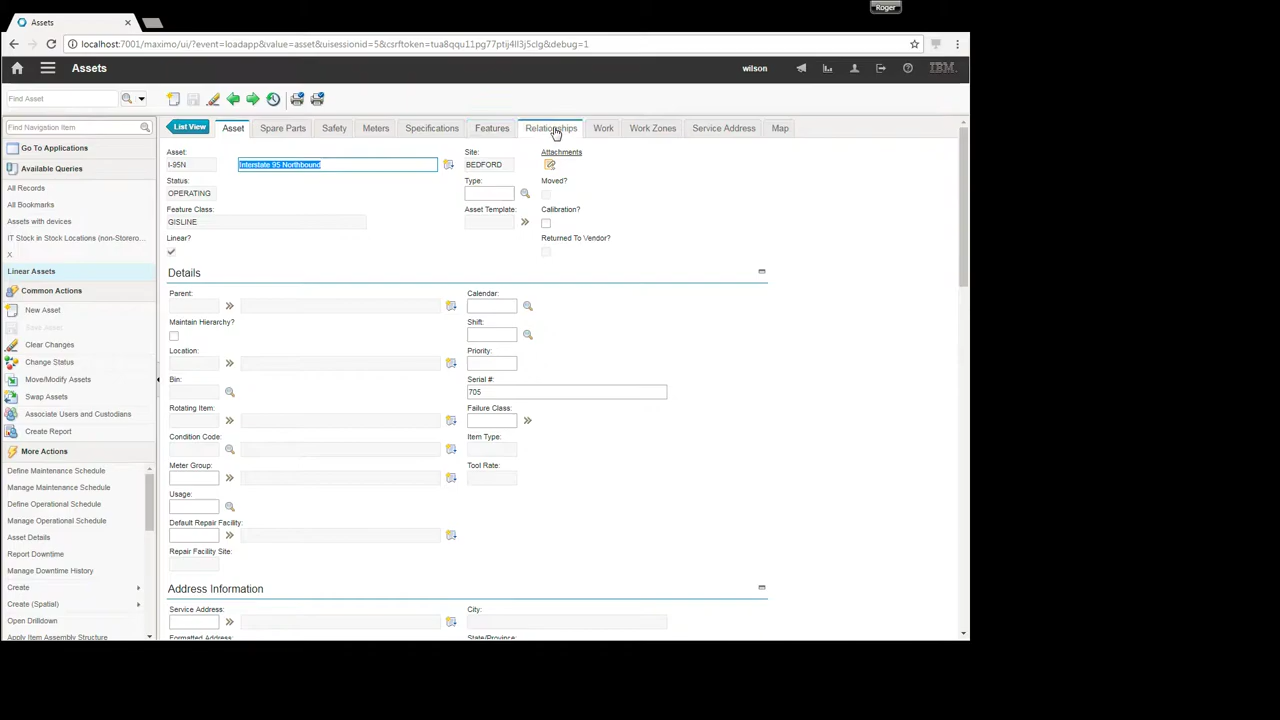 Roger
Assets
localhost:7001/maximo/ui/?event=loadapp&value=asset&uisessionid=5&csrftoken=tua8qqu11pg77ptij4ll3j5clg&debug=1
Assets
wilson
IBM
Find Asset
Find Navigation Item
List View
Asset
Spare Parts
Safety
Meters
Specifications
Features
Relationships
Work
Work Zones
Service Address
Map
Go To Applications
Available Queries
All Records
All Bookmarks
Assets with devices
IT Stock in Stock Locations (non-Storero...
X
Linear Assets
Common Actions
New Asset
Save Asset
Clear Changes
Change Status
Move/Modify Assets
Swap Assets
Associate Users and Custodians
Create Report
More Actions
Define Maintenance Schedule
Manage Maintenance Schedule
Define Operational Schedule
Manage Operational Schedule
Asset Details
Report Downtime
Manage Downtime History
Create
Create (Spatial)
Open Drilldown
Apply Item Assembly Structure
Asset:
I-95N
Interstate 95 Northbound
Site:
BEDFORD
Attachments
Status:
OPERATING
Type:
Moved?
Feature Class:
GISLINE
Asset Template:
Calibration?
Linear?
Returned To Vendor?
Details
Parent:
Calendar:
Maintain Hierarchy?
Shift:
Location:
Priority:
Bin:
Serial #:
705
Rotating Item:
Failure Class:
Condition Code:
Item Type:
Meter Group:
Tool Rate:
Usage:
Default Repair Facility:
Repair Facility Site:
Address Information
Service Address:
City:
Formatted Address:
State/Province: